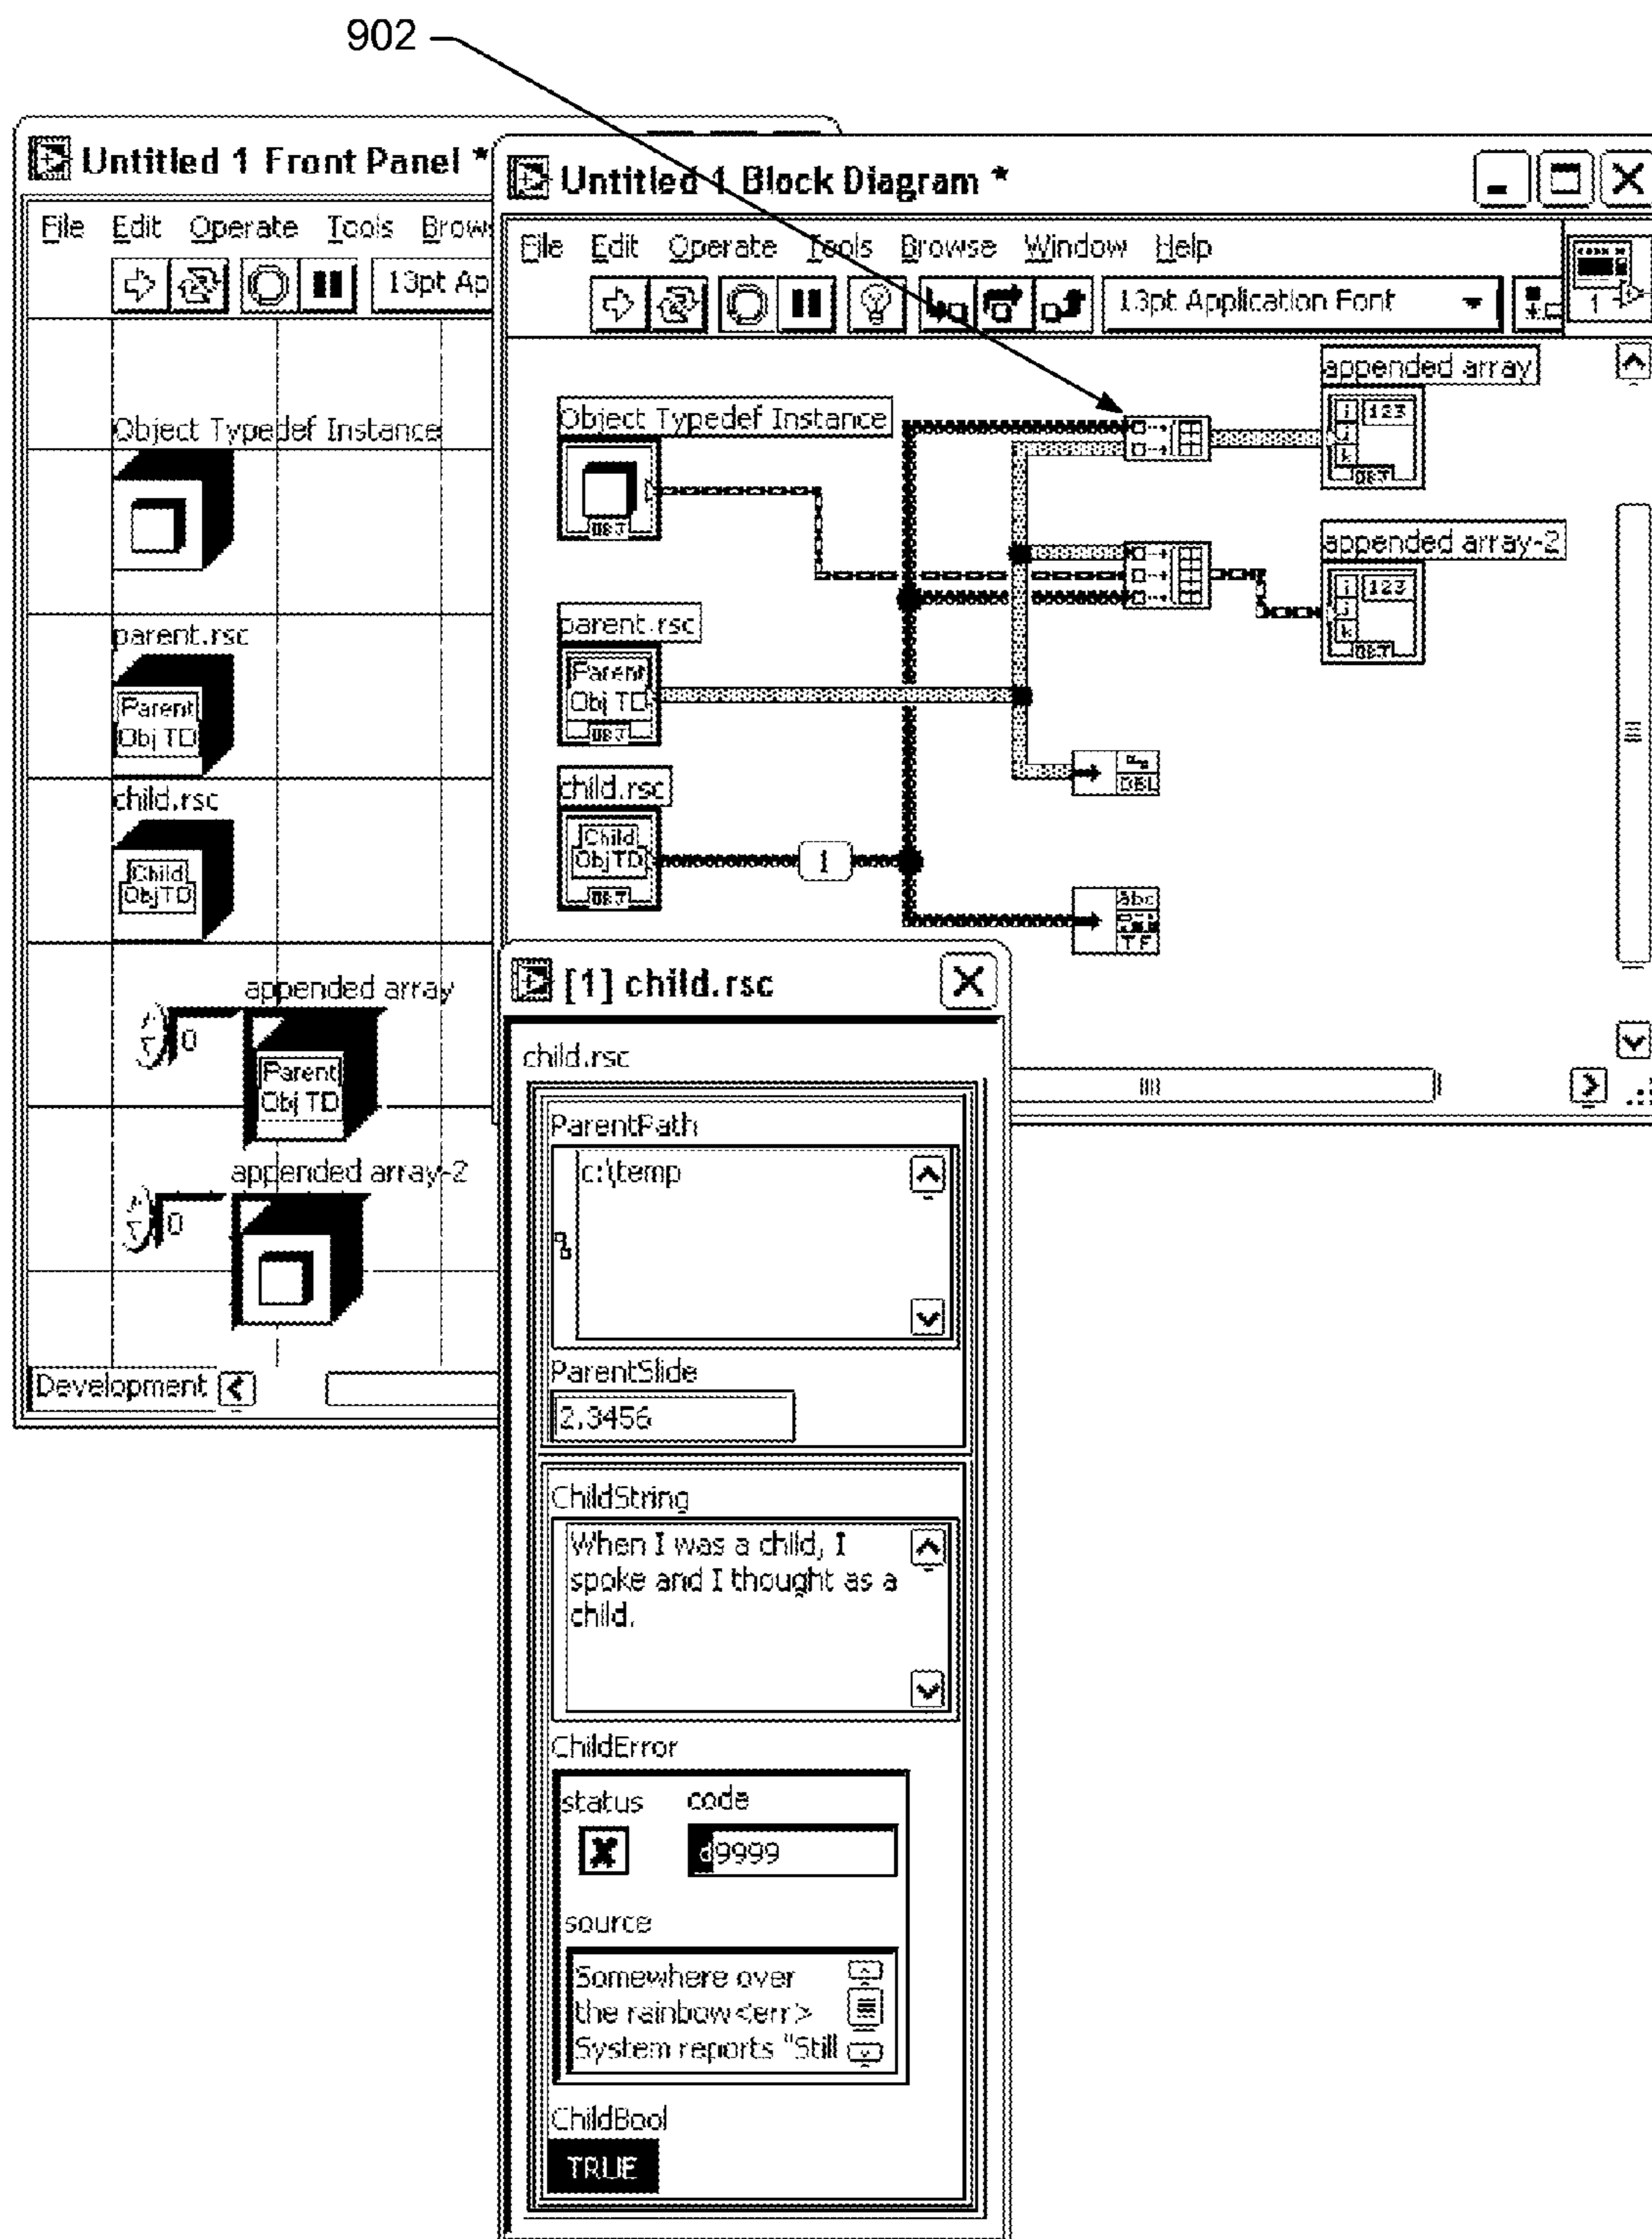 902
Untitled 1 Front Panel *
File Edit Operate Tools Brows
13pt Ap
Object Typedef Instance
parent.rsc
Parent
Obj TD
child.rsc
Child
ObjTD
appended array
0
Parent
Obj TD
appended array-2
0
Development
Untitled 1 Block Diagram *
File Edit Operate Tools Browse Window Help
13pt Application Font
1
Object Typedef Instance
OBJ
parent.rsc
Parent
Obj TD
OBJ
child.rsc
Child
ObjTD
OBJ
1
appended array
i 123
j
k
OBJ
appended array-2
i 123
j
k
OBJ
DBL
abc
TF
[1] child.rsc
child.rsc
ParentPath
c:\temp
ParentSlide
2.3456
ChildString
When I was a child, I
spoke and I thought as a
child.
ChildError
status code
d9999
source
Somewhere over
the rainbow<err>
System reports "Still
ChildBool
TRUE